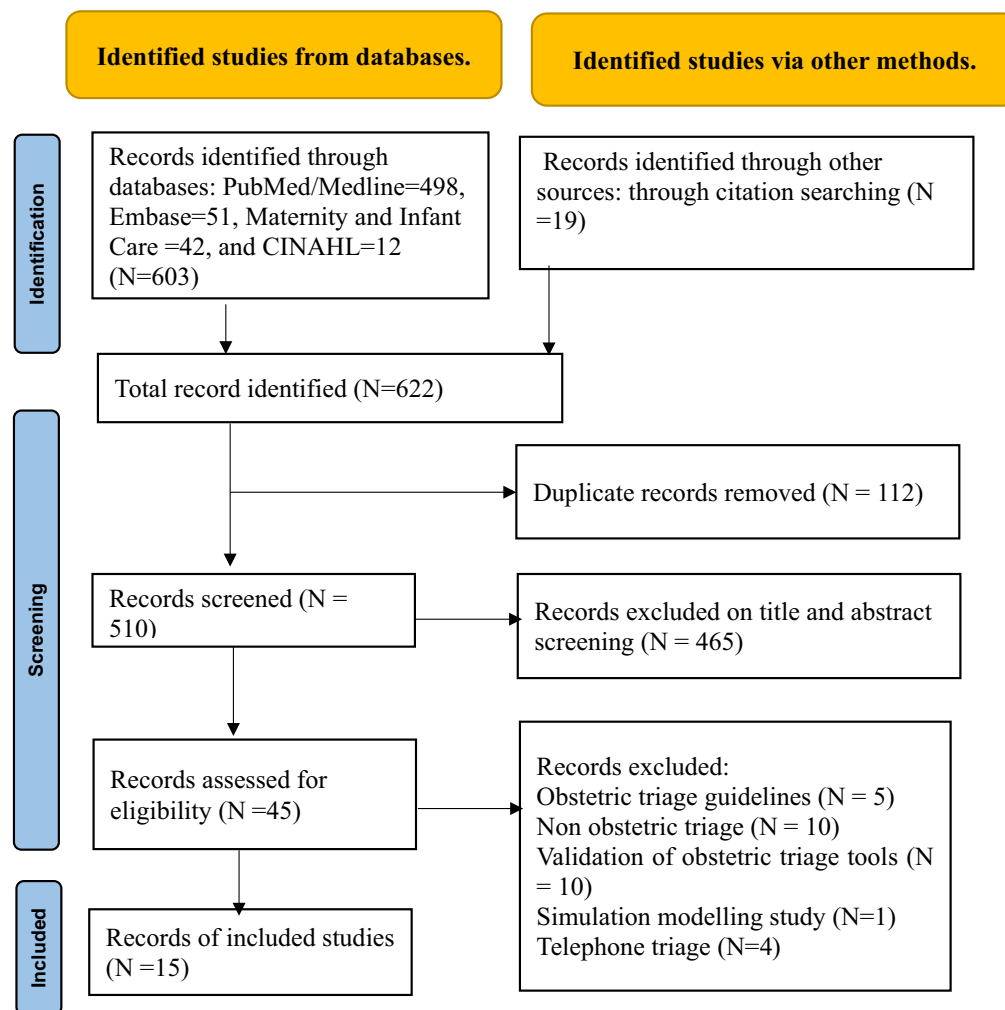 Identified studies from databases.
Identified studies via other methods.
Identification
Records identified through
databases: PubMed/Medline=498,
Embase=51, Maternity and Infant
Care =42, and CINAHL=12
(N=603)
Records identified through other
sources: through citation searching (N
=19)
Total record identified (N=622)
Screening
Duplicate records removed (N = 112)
Records screened (N =
510)
Records excluded on title and abstract
screening (N = 465)
Records assessed for
eligibility (N =45)
Records excluded:
Obstetric triage guidelines (N = 5)
Non obstetric triage (N = 10)
Validation of obstetric triage tools (N
= 10)
Simulation modelling study (N=1)
Telephone triage (N=4)
Included
Records of included studies
(N =15)